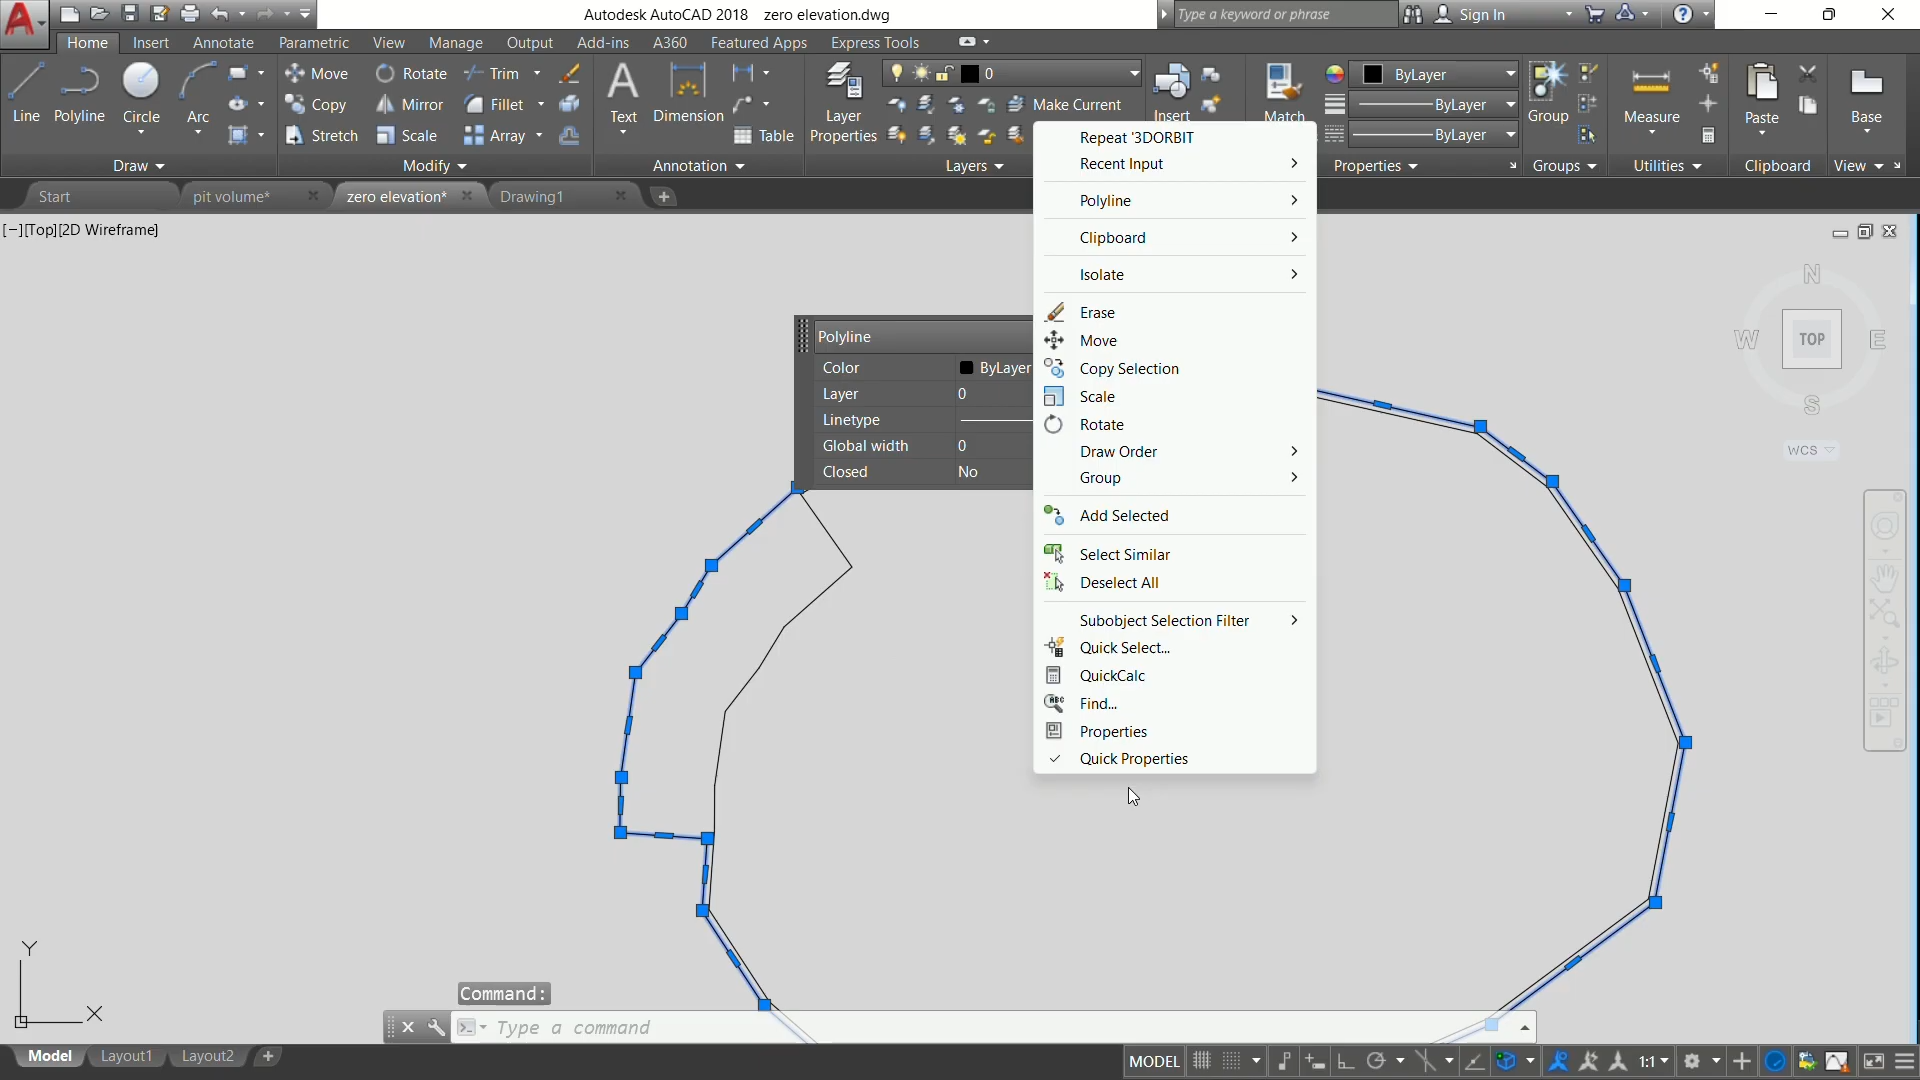 Autodesk AutoCAD 2018 zero elevation.dwg
Type a keyword or phrase
Sign In
Home Insert Annotate Parametric View Manage Output Add-ins A360 Featured Apps Express Tools
Line
Polyline
Circle
Arc
Draw
Move
Copy
Stretch
Rotate
Mirror
Scale
Trim
Fillet
Array
Modify
Text
Dimension
Table
Annotation
Layer
Properties
0
Make Current
Layers
Insert
Match
ByLayer
ByLayer
ByLayer
Properties
Group
Groups
Measure
Utilities
Paste
Clipboard
Base
View
Start
pit volume*
zero elevation*
Drawing1
[−][Top][2D Wireframe]
Polyline
Color ByLayer
Layer 0
Linetype
Global width 0
Closed No
Repeat '3DORBIT
Recent Input
Polyline
Clipboard
Isolate
Erase
Move
Copy Selection
Scale
Rotate
Draw Order
Group
Add Selected
Select Similar
Deselect All
Subobject Selection Filter
Quick Select...
QuickCalc
Find...
Properties
Quick Properties
N
W
TOP
E
S
WCS
Y
X
Command:
Type a command
Model Layout1 Layout2
MODEL
1:1